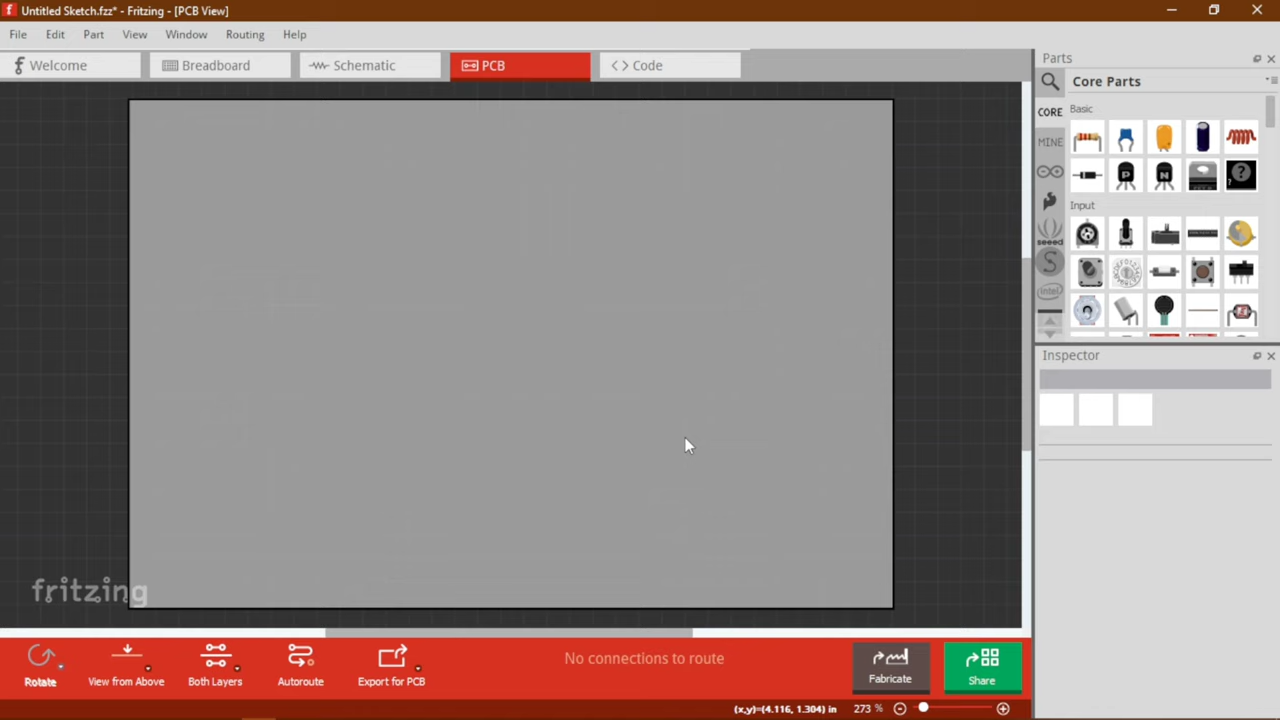 Untitled Sketch.fzz* - Fritzing - [PCB View]
File Edit Part View Window Routing Help
Welcome Breadboard Schematic PCB Code
Parts
Core Parts
CORE
Basic
MINE
P N ?
Input
seeed
S
intel
Inspector
fritzing
Rotate View from Above Both Layers Autoroute Export for PCB No connections to route Fabricate Share
(x,y)=(4.116, 1.304) in 273 %